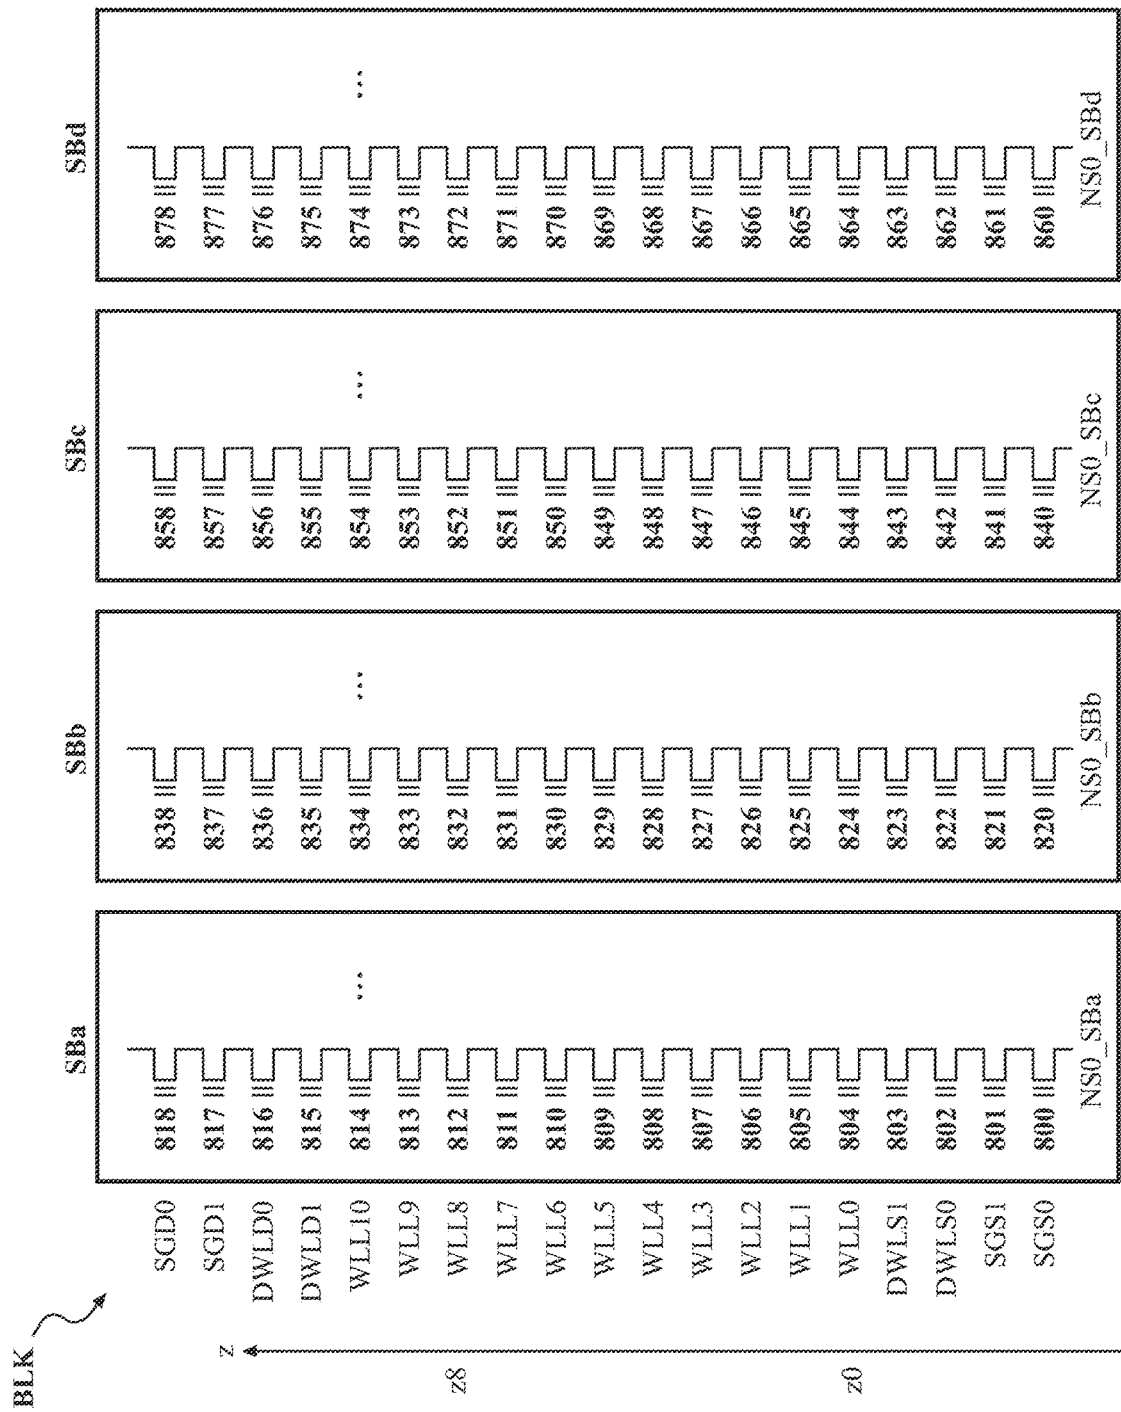 BLK
SBa SBb SBc SBd
SGD0 818 838 858 878
SGD1 817 837 857 877
z
DWLD0 816 836 856 876
DWLD1 815 835 855 875
WLL10 814 ... 834 ... 854 ... 874 ...
WLL9 813 833 853 873
z8 WLL8 812 832 852 872
WLL7 811 831 851 871
WLL6 810 830 850 870
WLL5 809 829 849 869
WLL4 808 828 848 868
WLL3 807 827 847 867
WLL2 806 826 846 866
WLL1 805 825 845 865
z0 WLL0 804 824 844 864
DWLS1 803 823 843 863
DWLS0 802 822 842 862
SGS1 801 821 841 861
SGS0 800 820 840 860
NS0_SBa NS0_SBb NS0_SBc NS0_SBd